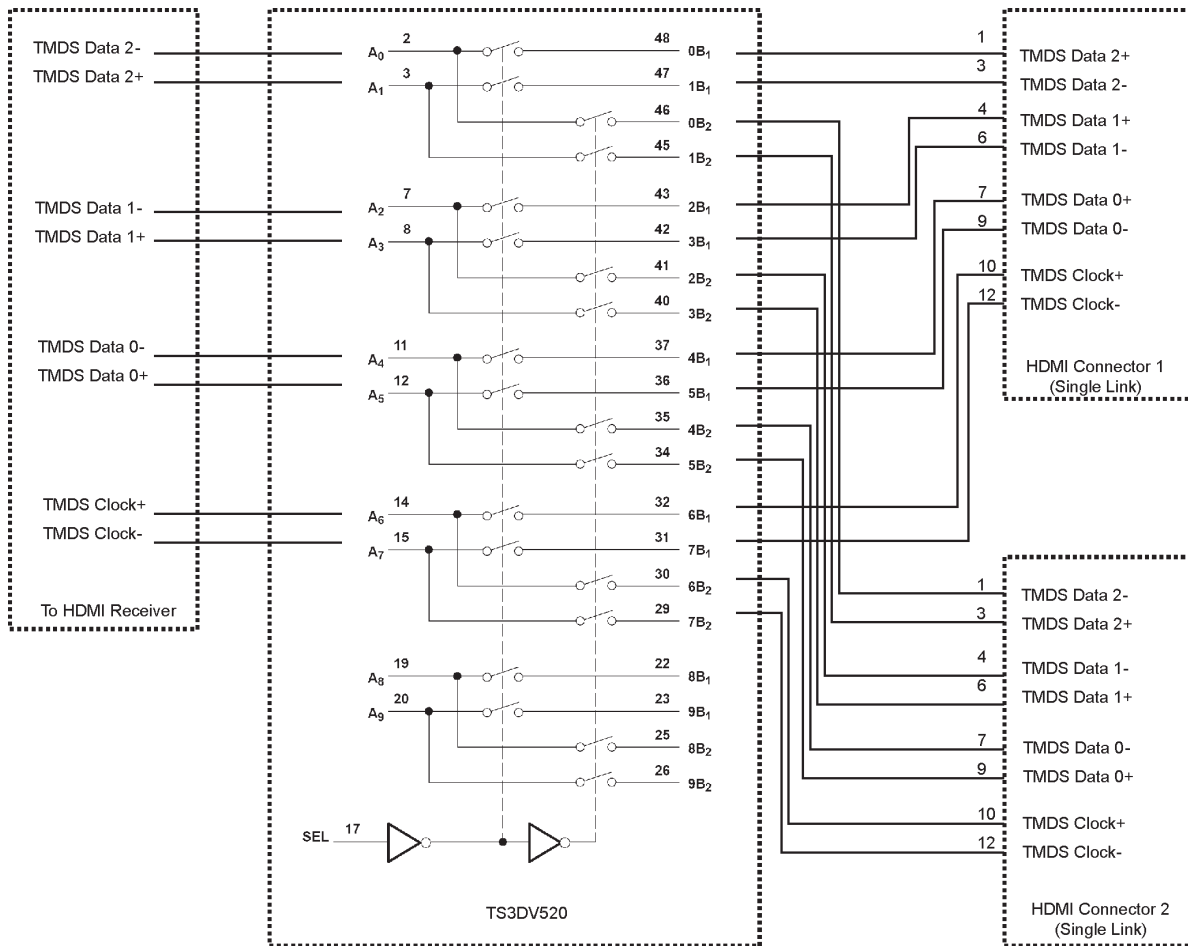 TMDS Data 2-
TMDS Data 2+
TMDS Data 1-
TMDS Data 1+
TMDS Data 0-
TMDS Data 0+
TMDS Clock+
TMDS Clock-
To HDMI Receiver
A0 2 48 0B1
A1 3 47 1B1
46 0B2
45 1B2
A2 7 43 2B1
A3 8 42 3B1
41 2B2
40 3B2
A4 11 37 4B1
A5 12 36 5B1
35 4B2
34 5B2
A6 14 32 6B1
A7 15 31 7B1
30 6B2
29 7B2
A8 19 22 8B1
A9 20 23 9B1
25 8B2
26 9B2
SEL 17
TS3DV520
1 TMDS Data 2+
3 TMDS Data 2-
4 TMDS Data 1+
6 TMDS Data 1-
7 TMDS Data 0+
9 TMDS Data 0-
10 TMDS Clock+
12 TMDS Clock-
HDMI Connector 1
(Single Link)
1 TMDS Data 2-
3 TMDS Data 2+
4 TMDS Data 1-
6 TMDS Data 1+
7 TMDS Data 0-
9 TMDS Data 0+
10 TMDS Clock+
12 TMDS Clock-
HDMI Connector 2
(Single Link)